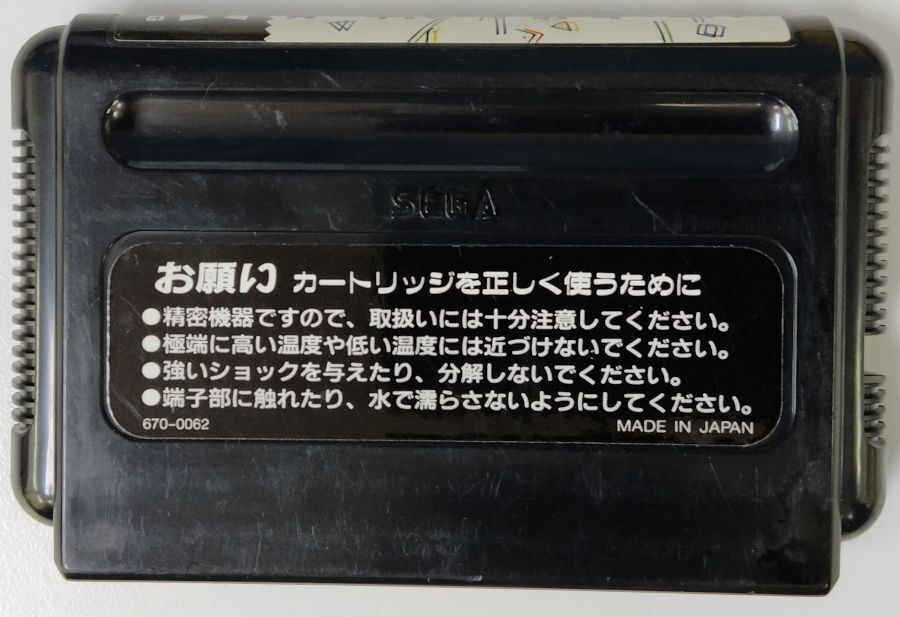 SEGA
お願い カートリッジを正しく使うために
●精密機器ですので、取扱いには十分注意してください。
●極端に高い温度や低い温度には近づけないでください。
●強いショックを与えたり、分解しないでください。
●端子部に触れたり、水で濡らさないようにしてください。
670-0062 MADE IN JAPAN